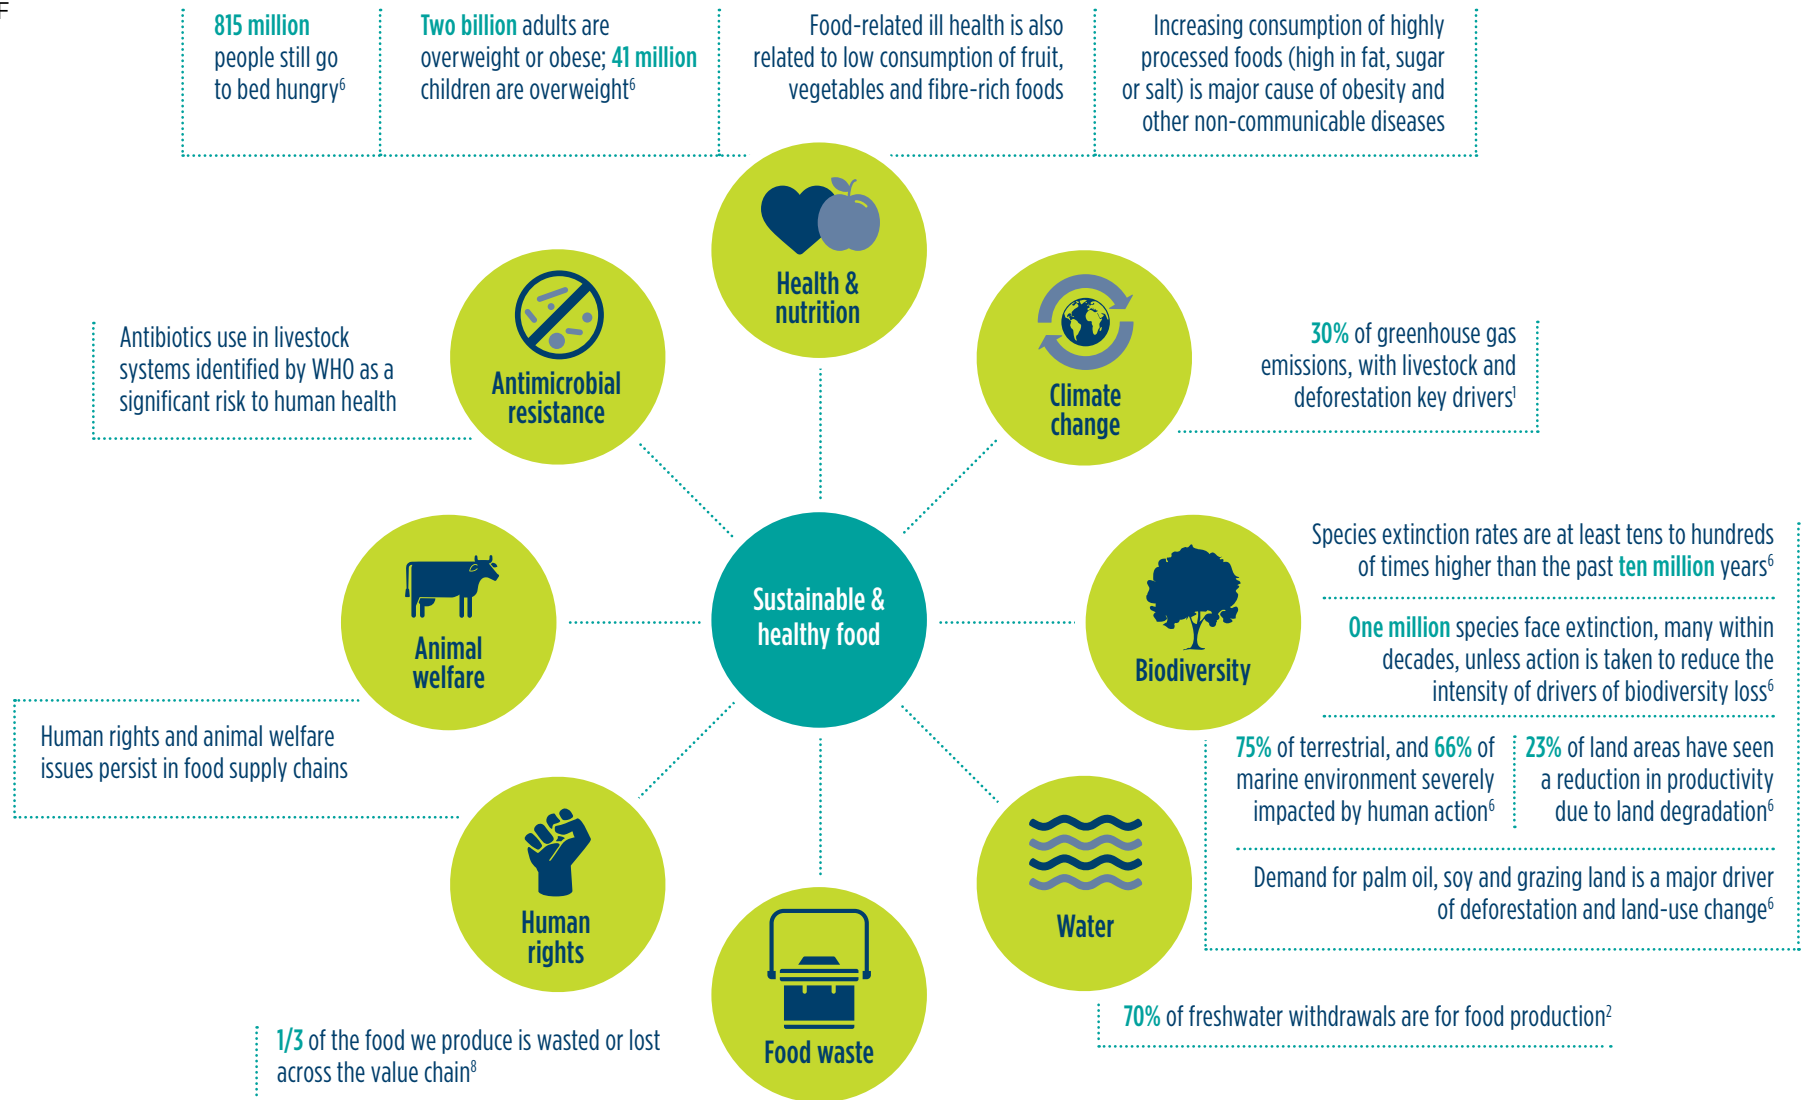 F
815 million
people still go
to bed hungry6
Two billion adults are
overweight or obese; 41 million
children are overweight6
Food-related ill health is also
related to low consumption of fruit,
vegetables and fibre-rich foods
Increasing consumption of highly
processed foods (high in fat, sugar
or salt) is major cause of obesity and
other non-communicable diseases
Health &
nutrition
Antibiotics use in livestock
systems identified by WHO as a
significant risk to human health
Antimicrobial
resistance
Climate
change
30% of greenhouse gas
emissions, with livestock and
deforestation key drivers1
Animal
welfare
Sustainable &
healthy food
Biodiversity
Species extinction rates are at least tens to hundreds
of times higher than the past ten million years6
One million species face extinction, many within
decades, unless action is taken to reduce the
intensity of drivers of biodiversity loss6
75% of terrestrial, and 66% of
marine environment severely
impacted by human action6
23% of land areas have seen
a reduction in productivity
due to land degradation6
Demand for palm oil, soy and grazing land is a major driver
of deforestation and land-use change6
Human rights and animal welfare
issues persist in food supply chains
Human
rights
Water
70% of freshwater withdrawals are for food production2
1/3 of the food we produce is wasted or lost
across the value chain8
Food waste